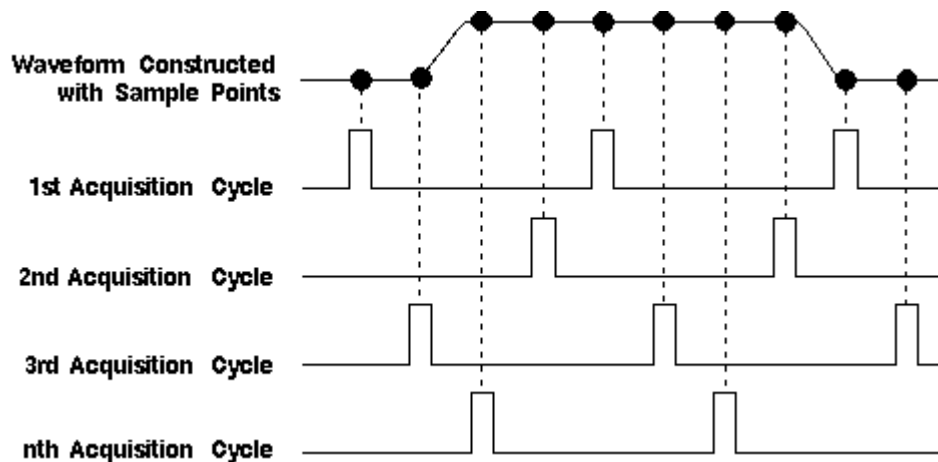 Waveform Constructed
with Sample Points
1st Acquisition Cycle
2nd Acquisition Cycle
3rd Acquisition Cycle
nth Acquisition Cycle